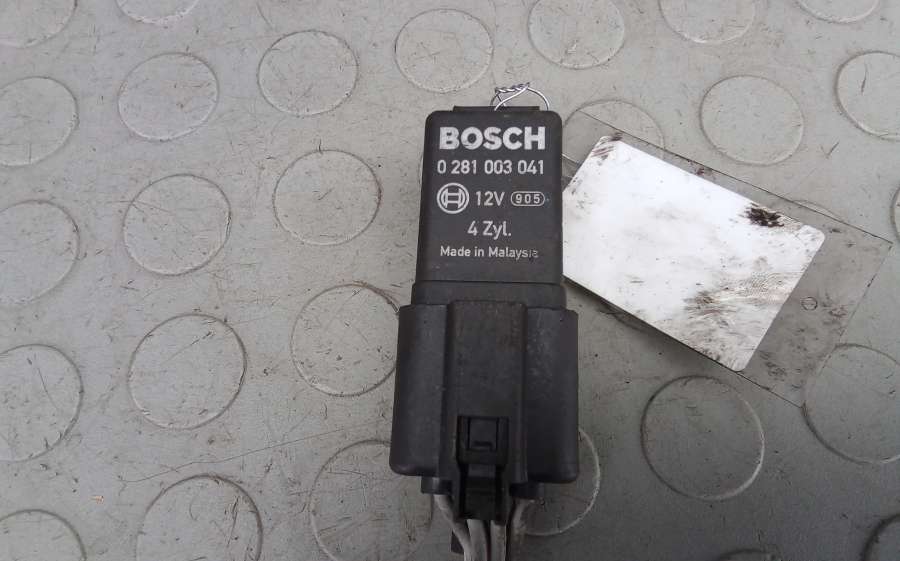 BOSCH
0 281 003 041
12V 905
4 Zyl.
Made in Malaysia